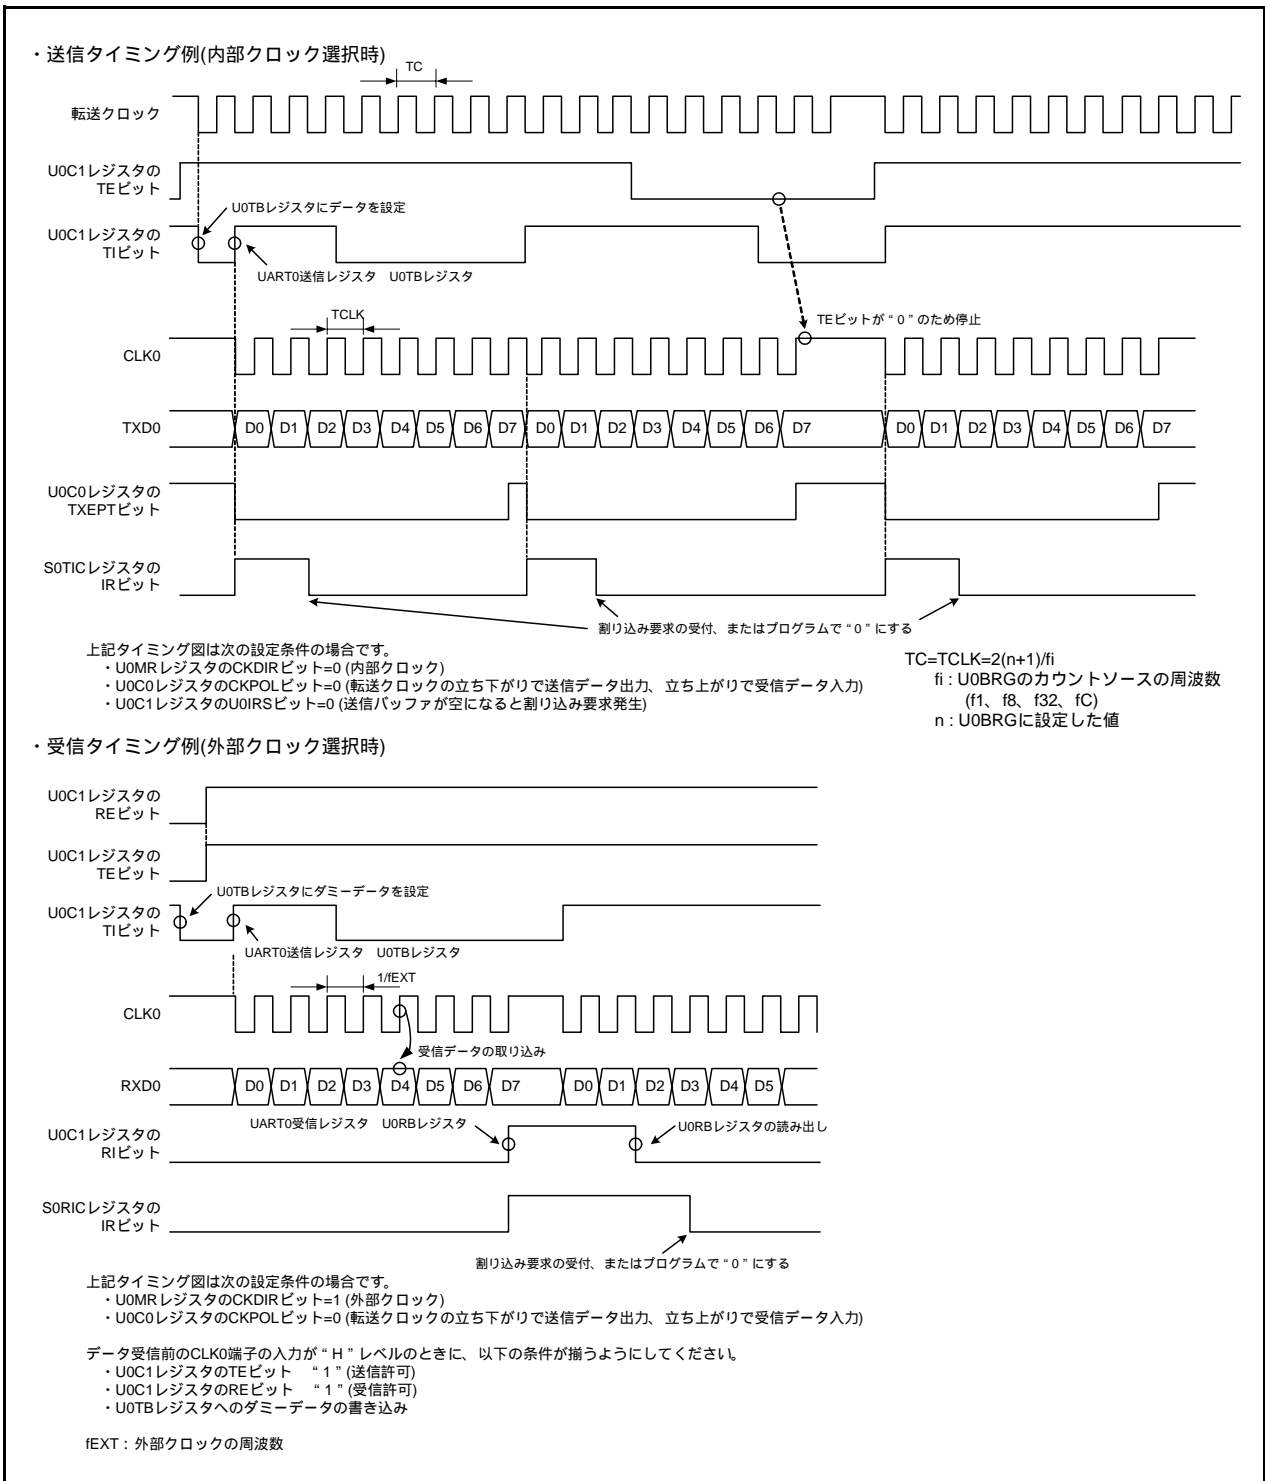 ・送信タイミング例(内部クロック選択時)
TC
転送クロック
U0C1レジスタの
TEビット
U0TBレジスタにデータを設定
U0C1レジスタの
TIビット
UART0送信レジスタ　U0TBレジスタ
TCLK
TEビットが“0”のため停止
CLK0
TXD0
D0 D1 D2 D3 D4 D5 D6 D7 D0 D1 D2 D3 D4 D5 D6 D7 D0 D1 D2 D3 D4 D5 D6 D7
U0C0レジスタの
TXEPTビット
S0TICレジスタの
IRビット
割り込み要求の受付、またはプログラムで“0”にする
上記タイミング図は次の設定条件の場合です。
・U0MRレジスタのCKDIRビット=0 (内部クロック)
・U0C0レジスタのCKPOLビット=0 (転送クロックの立ち下がりで送信データ出力、立ち上がりで受信データ入力)
・U0C1レジスタのU0IRSビット=0 (送信バッファが空になると割り込み要求発生)
TC=TCLK=2(n+1)/fi
fi : U0BRGのカウントソースの周波数
(f1、f8、f32、fC)
n : U0BRGに設定した値
・受信タイミング例(外部クロック選択時)
U0C1レジスタの
REビット
U0C1レジスタの
TEビット
U0TBレジスタにダミーデータを設定
U0C1レジスタの
TIビット
UART0送信レジスタ　U0TBレジスタ
1/fEXT
CLK0
受信データの取り込み
RXD0
D0 D1 D2 D3 D4 D5 D6 D7 D0 D1 D2 D3 D4 D5
UART0受信レジスタ　U0RBレジスタ
U0RBレジスタの読み出し
U0C1レジスタの
RIビット
S0RICレジスタの
IRビット
割り込み要求の受付、またはプログラムで“0”にする
上記タイミング図は次の設定条件の場合です。
・U0MRレジスタのCKDIRビット=1 (外部クロック)
・U0C0レジスタのCKPOLビット=0 (転送クロックの立ち下がりで送信データ出力、立ち上がりで受信データ入力)
データ受信前のCLK0端子の入力が“H”レベルのときに、以下の条件が揃うようにしてください。
・U0C1レジスタのTEビット　“1”(送信許可)
・U0C1レジスタのREビット　“1”(受信許可)
・U0TBレジスタへのダミーデータの書き込み
fEXT : 外部クロックの周波数